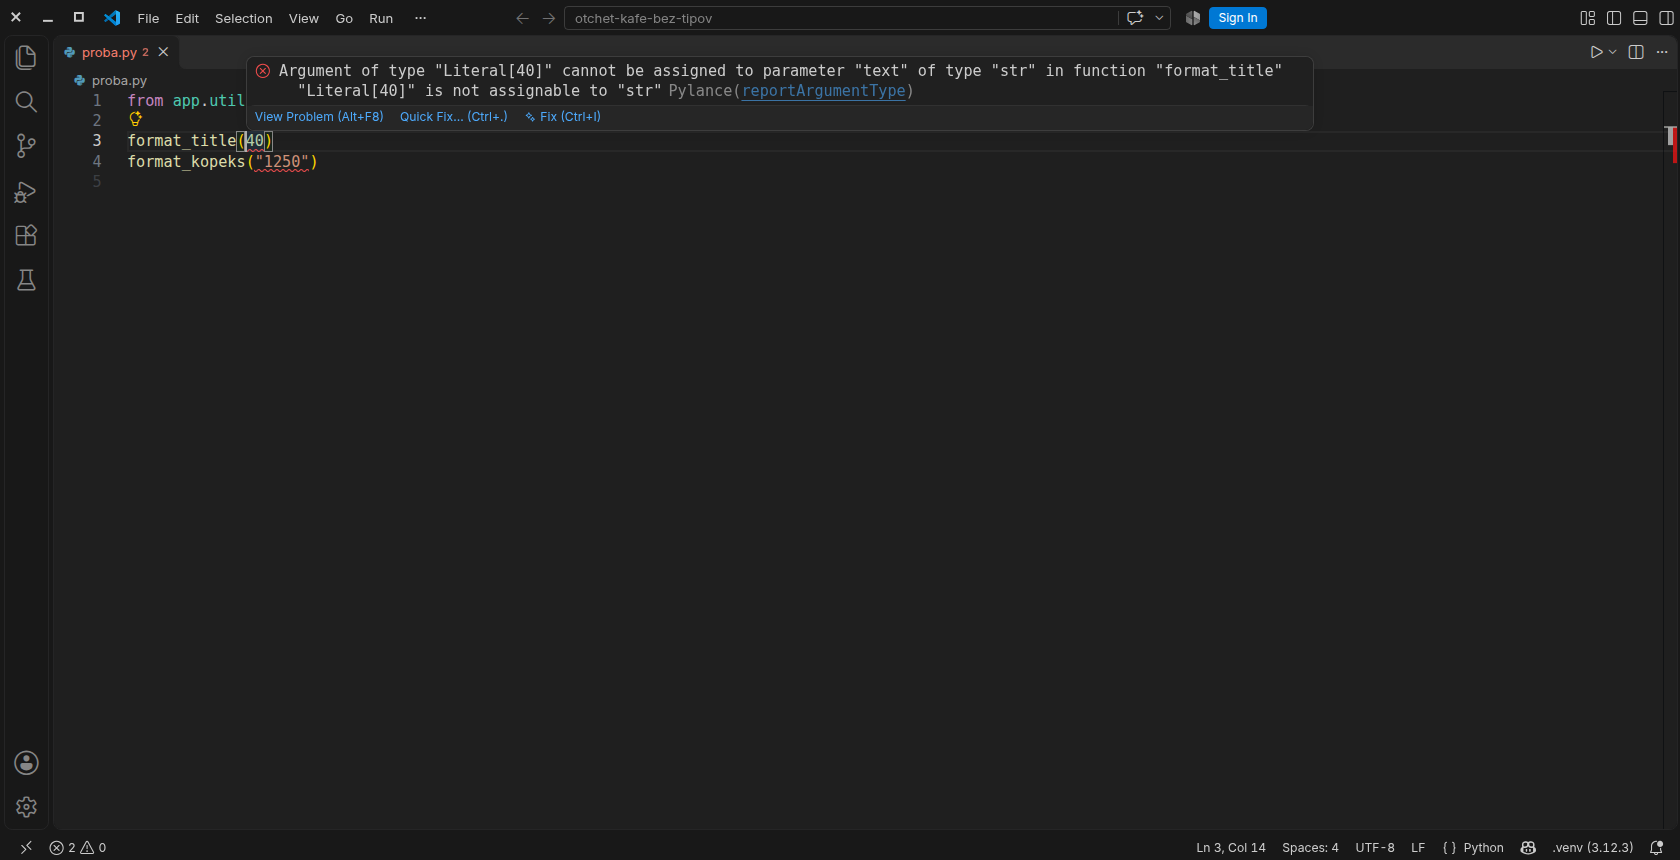 File Edit Selection View Go Run ··· otchet-kafe-bez-tipov Sign In
proba.py 2
proba.py
Argument of type "Literal[40]" cannot be assigned to parameter "text" of type "str" in function "format_title"
"Literal[40]" is not assignable to "str" Pylance(reportArgumentType)
View Problem (Alt+F8) Quick Fix... (Ctrl+.) Fix (Ctrl+I)
1 from app.util
2
3 format_title(40)
4 format_kopeks("1250")
5
2 0 Ln 3, Col 14 Spaces: 4 UTF-8 LF { } Python .venv (3.12.3)